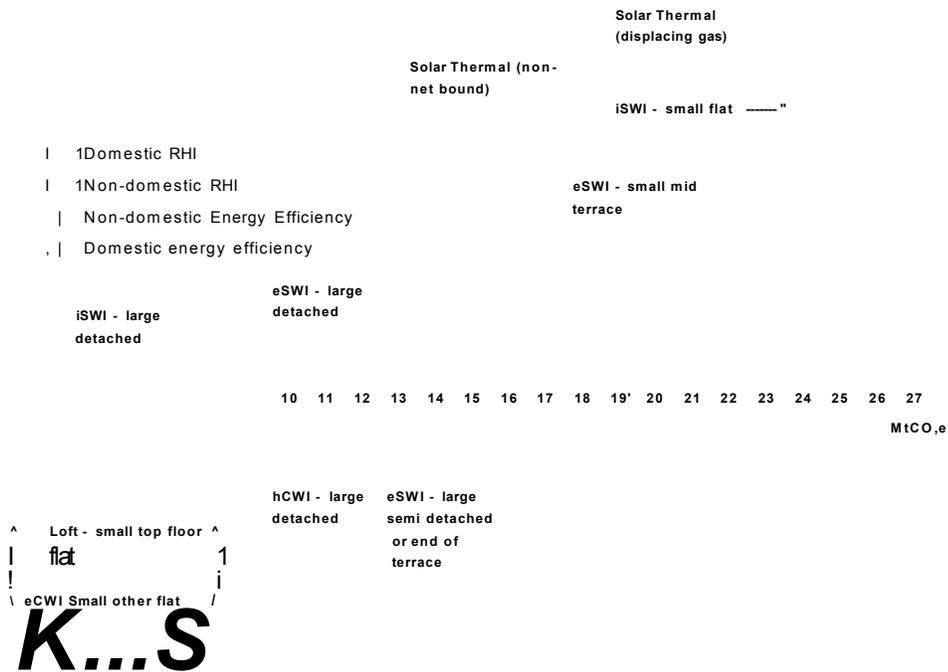 Solar Thermal
(displacing gas)
Solar Thermal (non-
net bound)
iSWI - small flat ------- "
I 1Domestic RHI
I 1Non-domestic RHI
eSWI - small mid
terrace
| Non-domestic Energy Efficiency
, | Domestic energy efficiency
eSWI - large
detached
iSWI - large
detached
10 11 12 13 14 15 16 17 18 19' 20 21 22 23 24 25 26 27
MtCO,e
hCWI - large
detached
eSWI - large
semi detached
or end of
terrace
^ Loft - small top floor ^
I flat 1
! i
\ eCWI Small other flat /
K...S